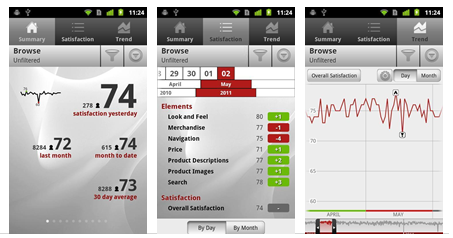 11:24
Summary Satisfaction Trend
Browse
Unfiltered
278 74
satisfaction yesterday
8284 72
last month
615 74
month to date
8288 73
30 day average
11:24
Summary Satisfaction Trend
Browse
Unfiltered
29 30 01 02
April May
2010 2011
Elements
Look and Feel 80 +1
Merchandise 77 -1
Navigation 75 -4
Price 71 +1
Product Descriptions 77 +2
Product Images 77 +1
Search 78 +3
Satisfaction
Overall Satisfaction 74 -
By Day By Month
11:24
Summary Satisfaction Trend
Browse
Unfiltered
Overall Satisfaction Day Month
75
70
65
60
A
T
APRIL MAY